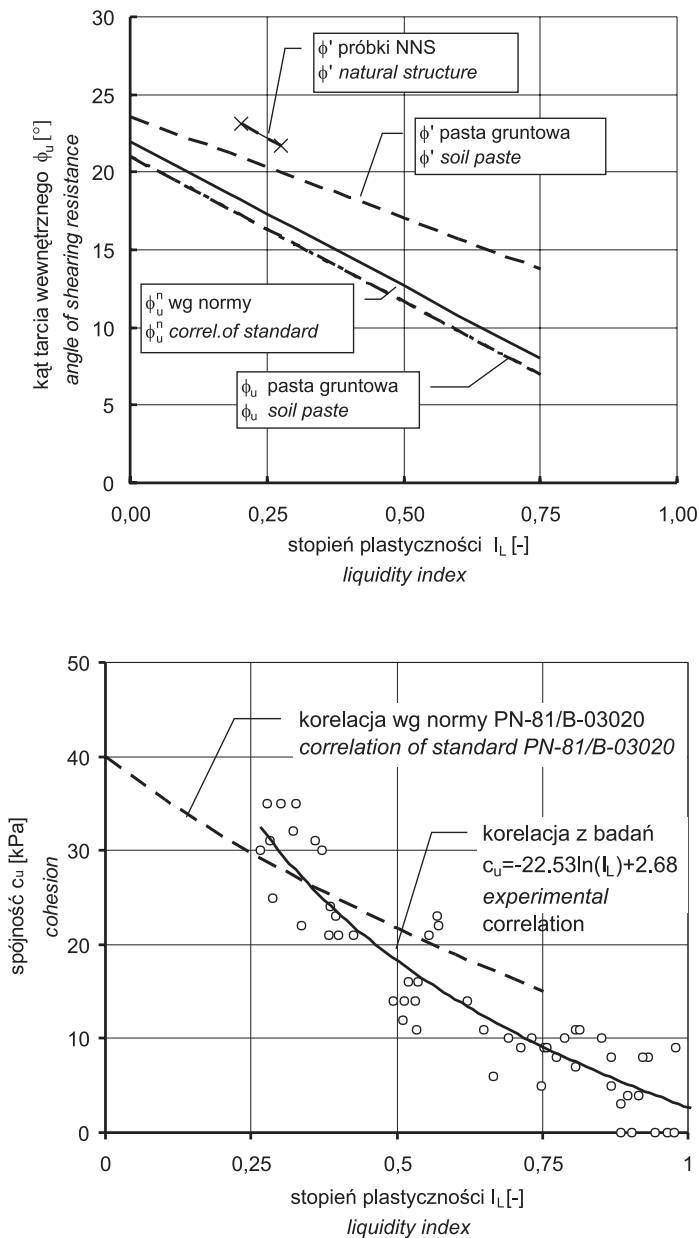 ϕ' próbki NNS
ϕ' natural structure
ϕ' pasta gruntowa
ϕ' soil paste
ϕᵤⁿ wg normy
ϕᵤⁿ correl.of standard
ϕᵤ pasta gruntowa
ϕᵤ soil paste
kąt tarcia wewnętrznego ϕᵤ [°]
angle of shearing resistance
30
25
20
15
10
5
0
0,00 0,25 0,50 0,75 1,00
stopień plastyczności I_L [-]
liquidity index
korelacja wg normy PN-81/B-03020
correlation of standard PN-81/B-03020
korelacja z badań
cᵤ=-22.53ln(I_L)+2.68
experimental
correlation
spójność cᵤ [kPa]
cohesion
50
40
30
20
10
0
0 0,25 0,5 0,75 1
stopień plastyczności I_L [-]
liquidity index